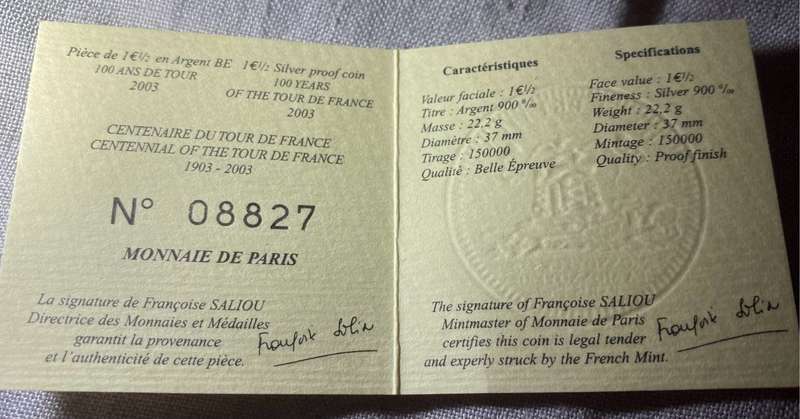 Pièce de 1€½ en Argent BE
100 ANS DE TOUR
2003
1€½ Silver proof coin
100 YEARS
OF THE TOUR DE FRANCE
2003
CENTENAIRE DU TOUR DE FRANCE
CENTENNIAL OF THE TOUR DE FRANCE
1903 - 2003
N° 08827
MONNAIE DE PARIS
La signature de Françoise SALIOU
Directrice des Monnaies et Médailles
garantit la provenance
et l'authenticité de cette pièce.
Caractéristiques
Valeur faciale : 1€½
Titre : Argent 900 ‰
Masse : 22,2 g
Diamètre : 37 mm
Tirage : 150000
Qualité : Belle Épreuve
Specifications
Face value : 1€½
Fineness : Silver 900 ‰
Weight : 22,2 g
Diameter : 37 mm
Mintage : 150000
Quality : Proof finish
The signature of Françoise SALIOU
Mintmaster of Monnaie de Paris
certifies this coin is legal tender
and experly struck by the French Mint.